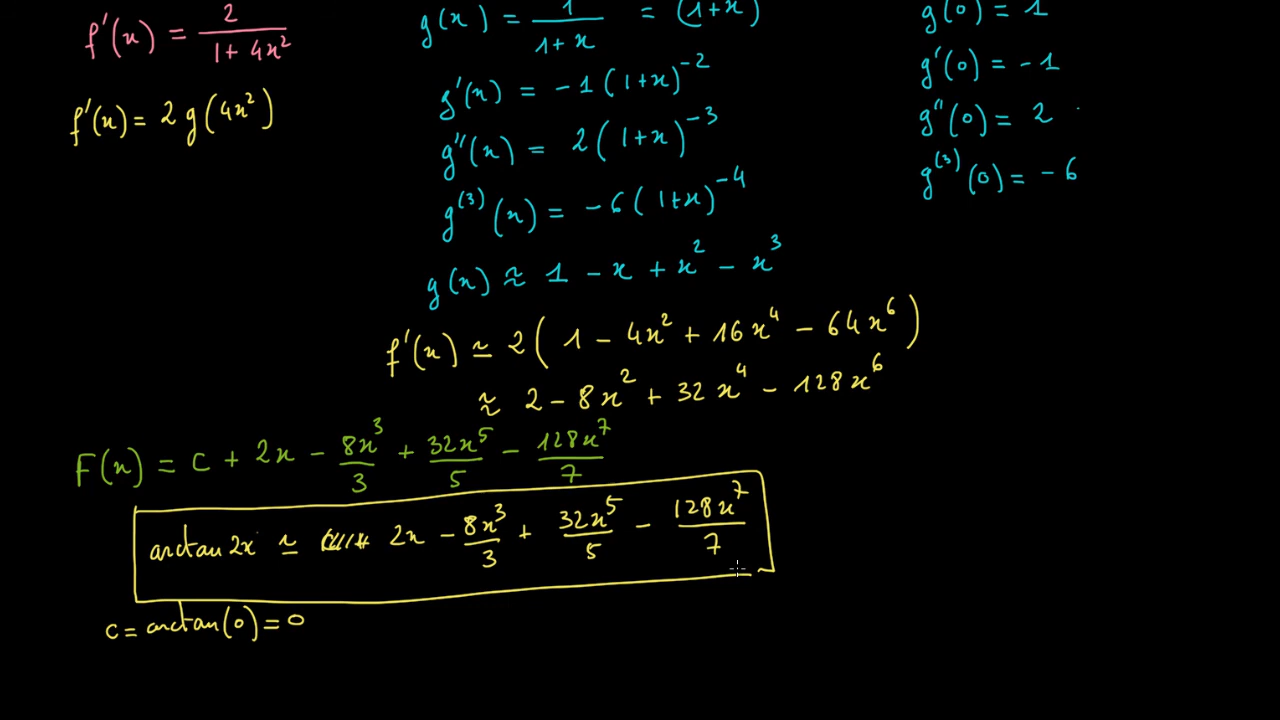 f'(x) = 2/(1 + 4x²)
f'(x) = 2 g(4x²)
g(x) = 1/(1 + x) = (1+x)
g'(x) = -1(1+x)⁻²
g''(x) = 2(1+x)⁻³
g⁽³⁾(x) = -6(1+x)⁻⁴
g(x) ≈ 1 - x + x² - x³
g(0) = 1
g'(0) = -1
g''(0) = 2
g⁽³⁾(0) = -6
f'(x) ≃ 2(1 - 4x² + 16x⁴ - 64x⁶)
≈ 2 - 8x² + 32x⁴ - 128x⁶
F(x) = C + 2x - 8x³/3 + 32x⁵/5 - 128x⁷/7
arctan 2x ≃ 2x - 8x³/3 + 32x⁵/5 - 128x⁷/7
C = arctan(0) = 0